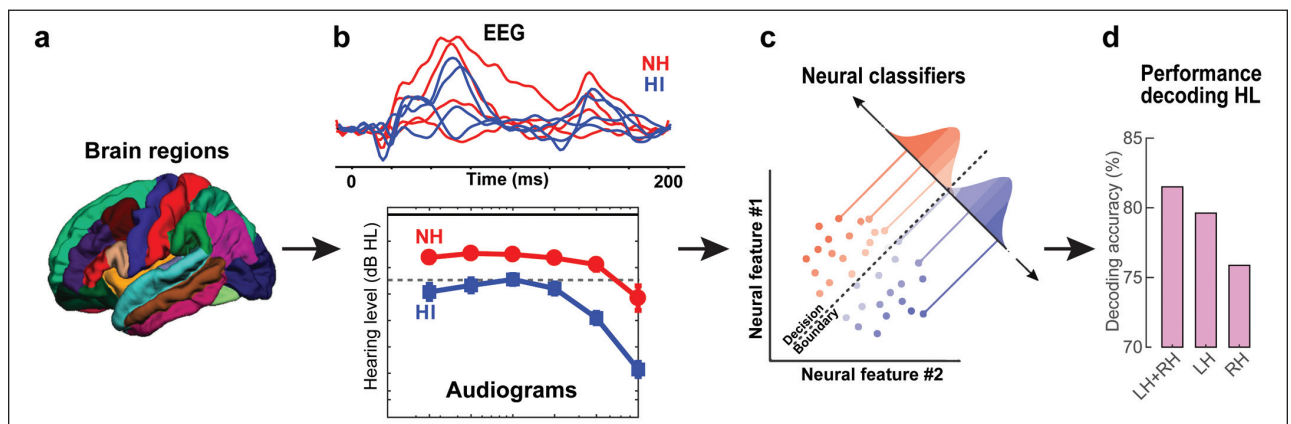 a
Brain regions
b
EEG
NH
HI
0
Time (ms)
200
Hearing level (dB HL)
NH
HI
Audiograms
c
Neural classifiers
Neural feature #1
Decision
Boundary
Neural feature #2
d
Performance
decoding HL
Decoding accuracy (%)
85
80
75
70
LH+RH
LH
RH